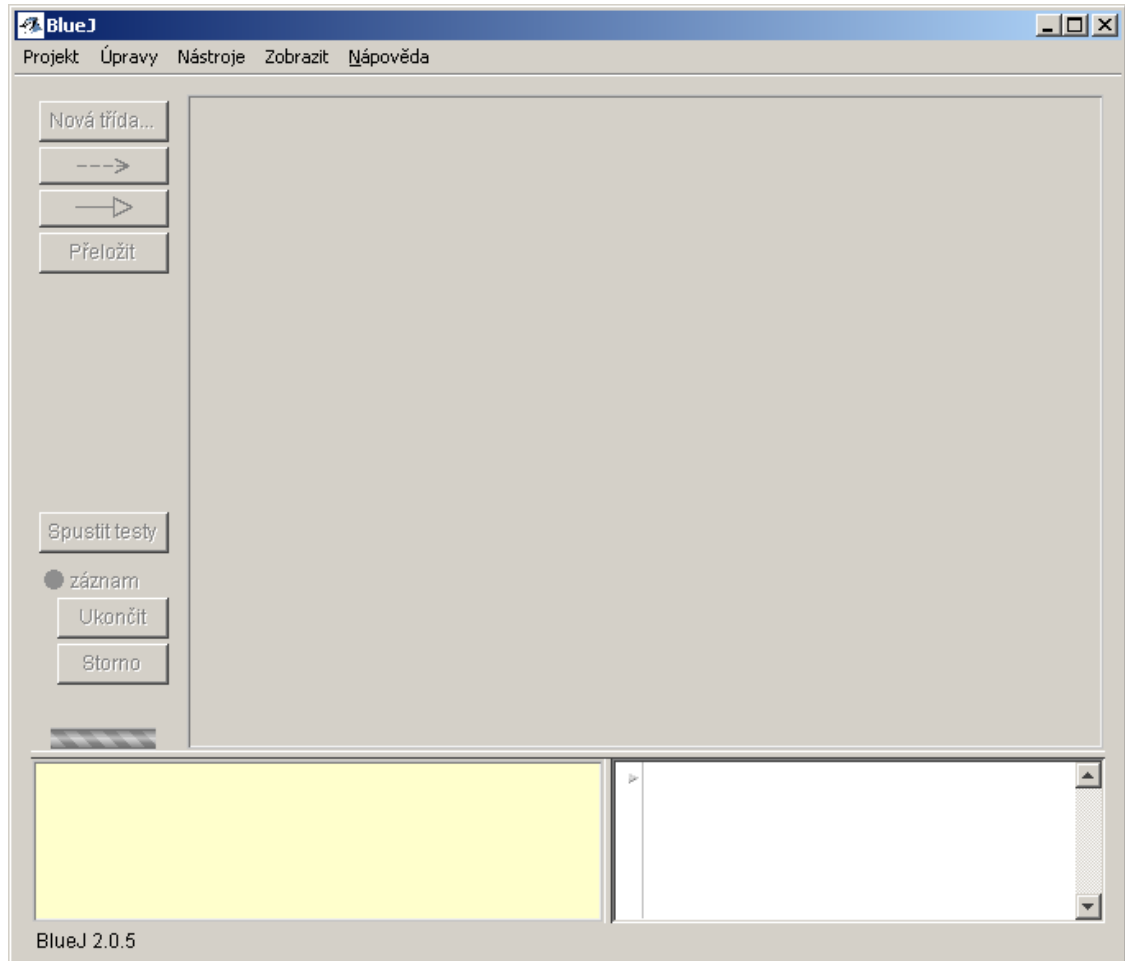 BlueJ
Projekt Úpravy Nástroje Zobrazit Nápověda
Nová třída...
Přeložit
Spustit testy
záznam
Ukončit
Storno
BlueJ 2.0.5